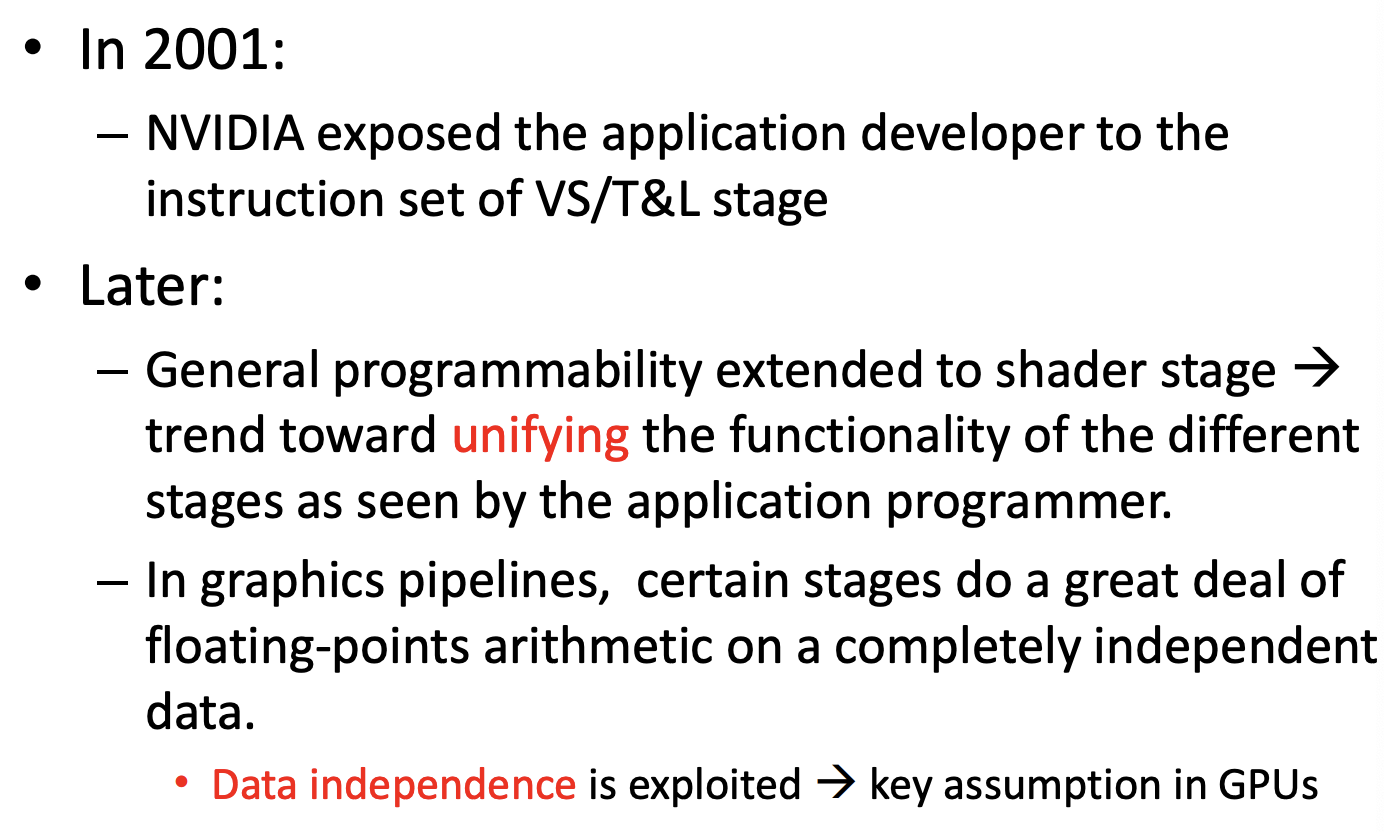 • In 2001:
– NVIDIA exposed the application developer to the
instruction set of VS/T&L stage
• Later:
– General programmability extended to shader stage →
trend toward unifying the functionality of the different
stages as seen by the application programmer.
– In graphics pipelines,  certain stages do a great deal of
floating-points arithmetic on a completely independent
data.
• Data independence is exploited → key assumption in GPUs